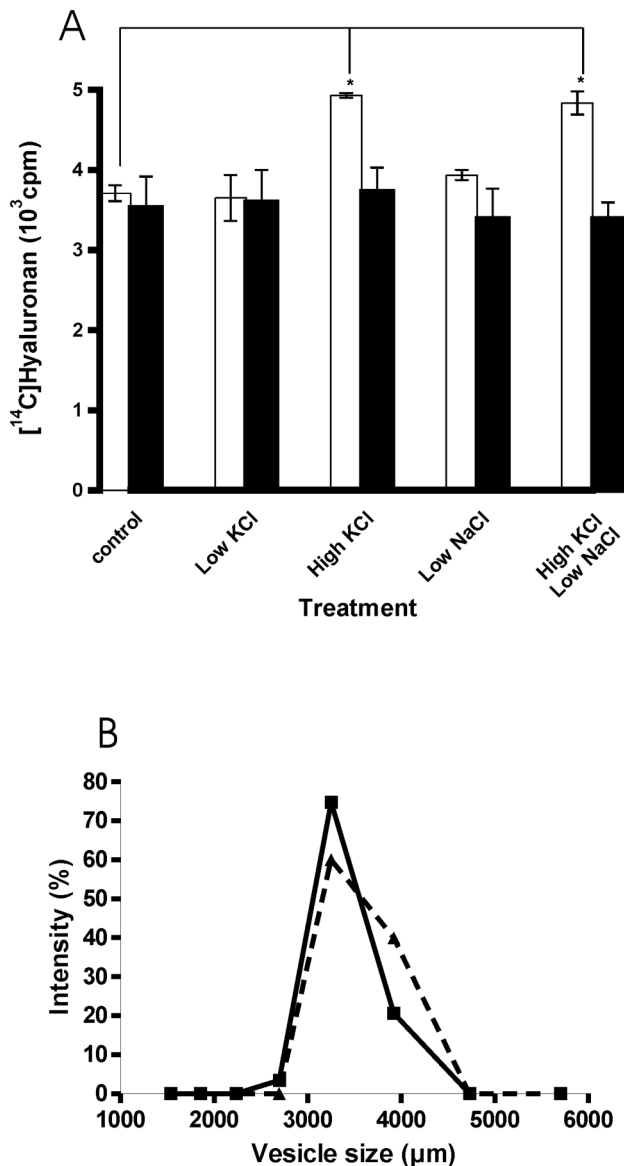 A
[¹⁴C]Hyaluronan (10³cpm)
5
4
3
2
1
0
* *
control
Low KCl
High KCl
Low NaCl
High KCl
Low NaCl
Treatment
B
Intensity (%)
80
70
60
50
40
30
20
10
0
1000 2000 3000 4000 5000 6000
Vesicle size (µm)